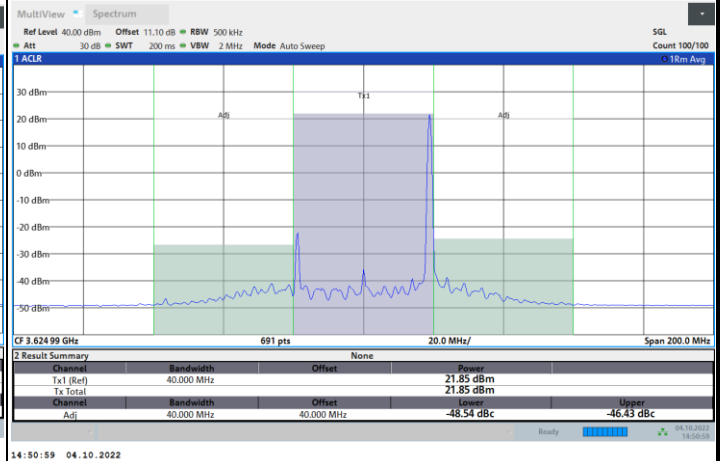 MultiView Spectrum
Ref Level 40.00 dBm Offset 11.10 dB RBW 500 kHz SGL
Att 30 dB SWT 200 ms VBW 2 MHz Mode Auto Sweep Count 100/100
1 ACLR 1Rm Avg
30 dBm
Tx1
Adj Adj
20 dBm
10 dBm
0 dBm
-10 dBm
-20 dBm
-30 dBm
-40 dBm
-50 dBm
CF 3.624 99 GHz 691 pts 20.0 MHz/ Span 200.0 MHz
2 Result Summary None
Channel Bandwidth Offset Power
Tx1 (Ref) 40.000 MHz 21.85 dBm
Tx Total 21.85 dBm
Channel Bandwidth Offset Lower Upper
Adj 40.000 MHz 40.000 MHz -48.54 dBc -46.43 dBc
Ready 04.10.2022
14:50:59
14:50:59 04.10.2022